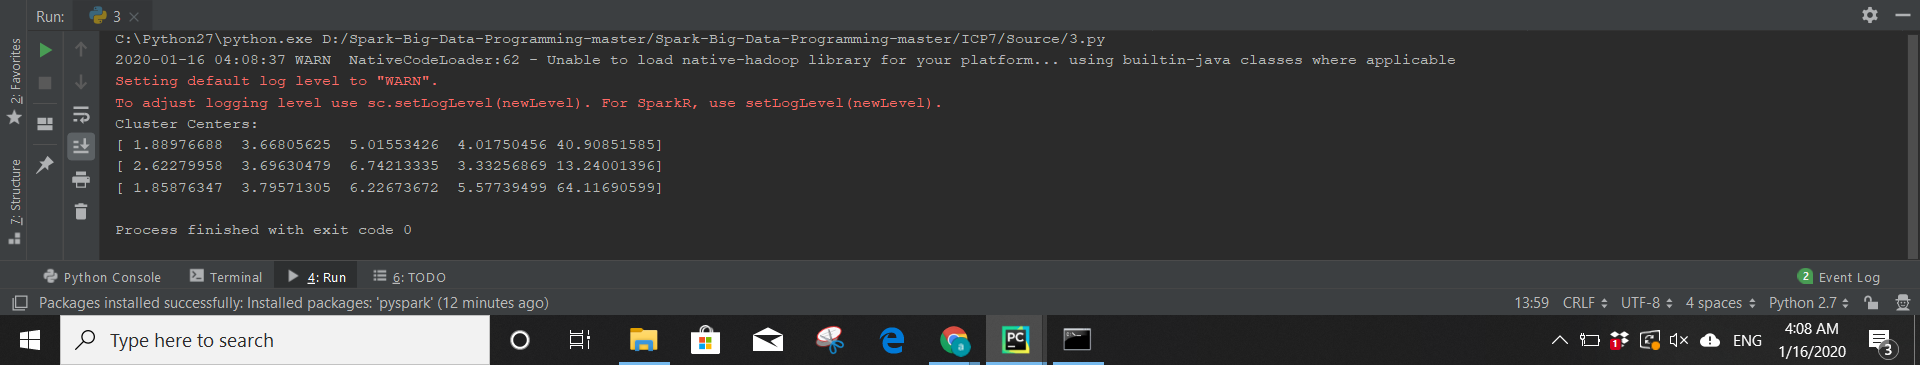 Run: 3
C:\Python27\python.exe D:/Spark-Big-Data-Programming-master/Spark-Big-Data-Programming-master/ICP7/Source/3.py
2020-01-16 04:08:37 WARN  NativeCodeLoader:62 - Unable to load native-hadoop library for your platform... using builtin-java classes where applicable
Setting default log level to "WARN".
To adjust logging level use sc.setLogLevel(newLevel). For SparkR, use setLogLevel(newLevel).
Cluster Centers:
[ 1.88976688  3.66805625  5.01553426  4.01750456 40.90851585]
[ 2.62279958  3.69630479  6.74213335  3.33256869 13.24001396]
[ 1.85876347  3.79571305  6.22673672  5.57739499 64.11690599]
Process finished with exit code 0
2: Favorites
7: Structure
Python Console Terminal 4: Run 6: TODO 2 Event Log
Packages installed successfully: Installed packages: 'pyspark' (12 minutes ago) 13:59 CRLF UTF-8 4 spaces Python 2.7
Type here to search
PC
a
1
ENG
4:08 AM
1/16/2020
3